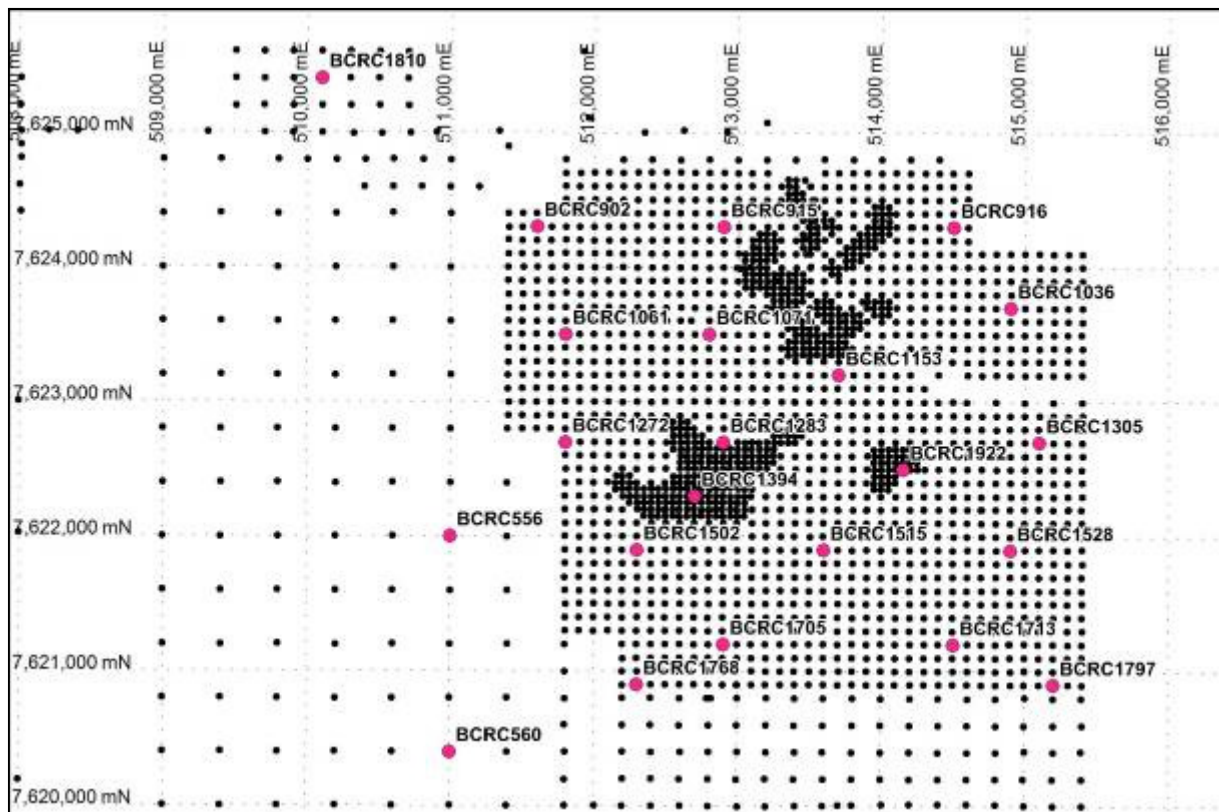 509,000 mE
510,000 mE
511,000 mE
512,000 mE
513,000 mE
514,000 mE
515,000 mE
516,000 mE
BCRC1810
7,625,000 mN
BCRC902
BCRC915
BCRC916
7,624,000 mN
BCRC1036
BCRC1061
BCRC1071
BCRC1153
7,623,000 mN
BCRC1272
BCRC1283
BCRC1305
BCRC1922
BCRC1394
7,622,000 mN
BCRC556
BCRC1502
BCRC1515
BCRC1528
BCRC1705
BCRC1713
7,621,000 mN
BCRC1768
BCRC1797
BCRC560
7,620,000 mN